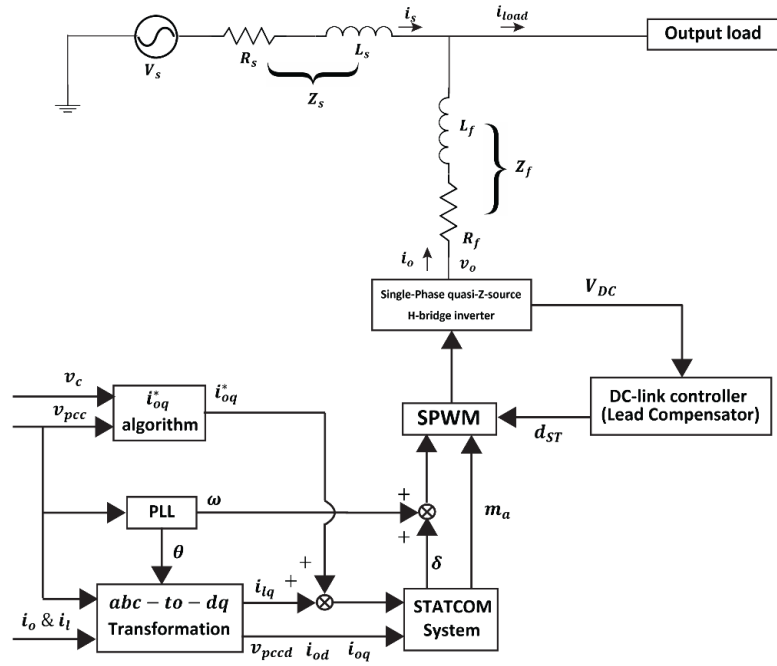 i_s
i_load
Output load
V_s
R_s
L_s
Z_s
L_f
Z_f
R_f
i_o
v_o
Single-Phase quasi-Z-source
H-bridge inverter
V_DC
v_c
i*_oq
algorithm
i*_oq
v_pcc
SPWM
DC-link controller
(Lead Compensator)
d_ST
PLL
ω
+
+
m_a
θ
δ
+
+
abc − to − dq
Transformation
i_lq
i_o & i_l
STATCOM
System
v_pccd i_od i_oq